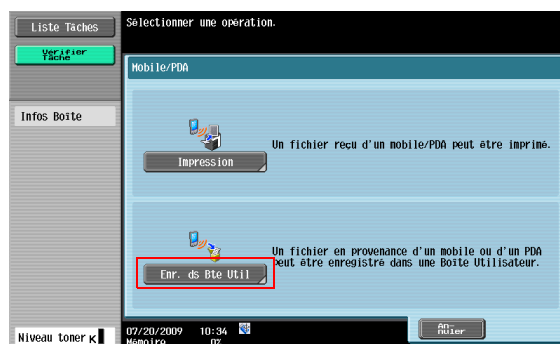 Liste Tâches
Sélectionner une opération.
Vérifier
Tâche
Mobile/PDA
Infos Boîte
Un fichier reçu d'un mobile/PDA peut être imprimé.
Impression
Un fichier en provenance d'un mobile ou d'un PDA
peut être enregistré dans une Boîte Utilisateur.
Enr. ds Bte Util
An-
nuler
Niveau toner K
07/20/2009 10:34
Mémoire 0%